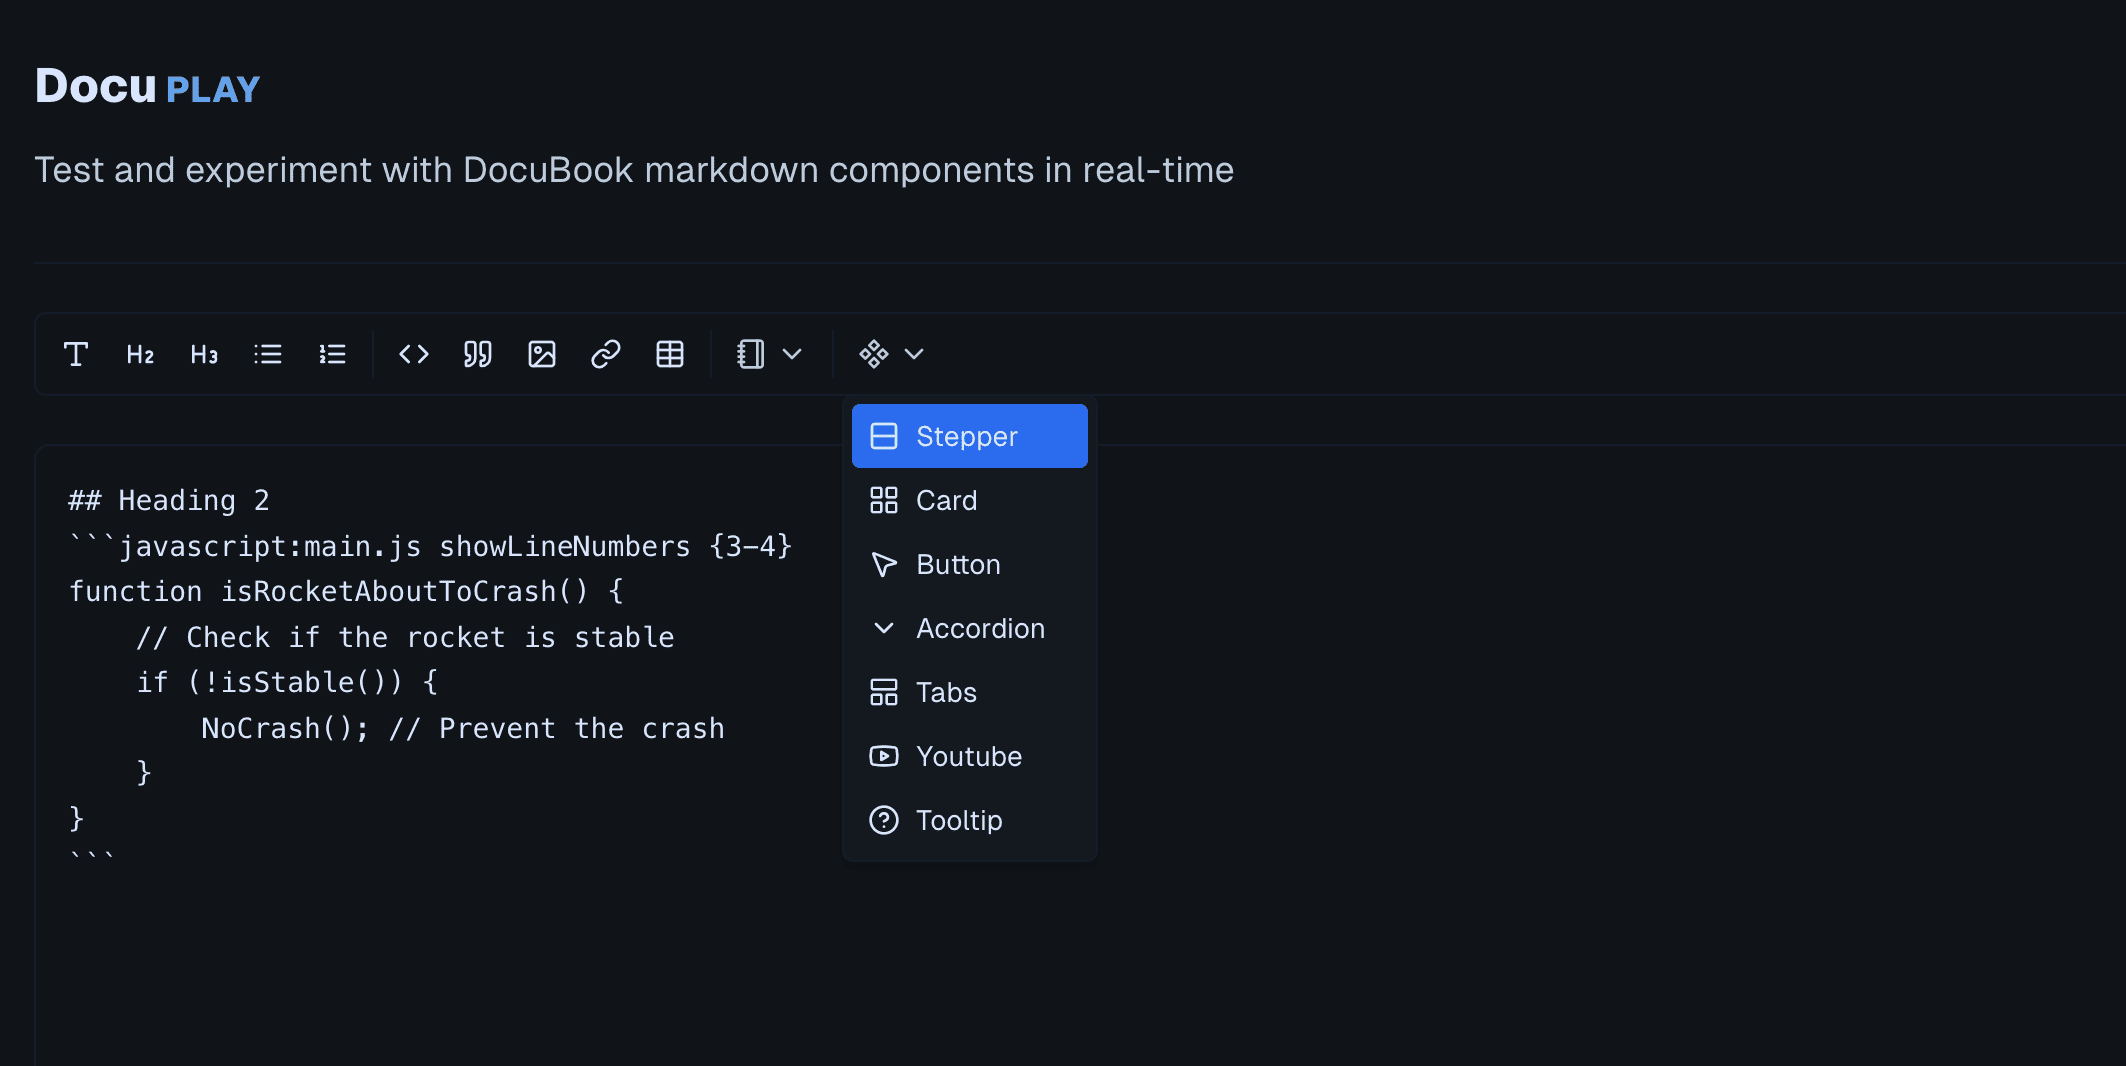 Docu PLAY
Test and experiment with DocuBook markdown components in real-time
T H2 H3
Stepper
Card
Button
Accordion
Tabs
Youtube
Tooltip
## Heading 2
```javascript:main.js showLineNumbers {3-4}
function isRocketAboutToCrash() {
    // Check if the rocket is stable
    if (!isStable()) {
        NoCrash(); // Prevent the crash
    }
}
```